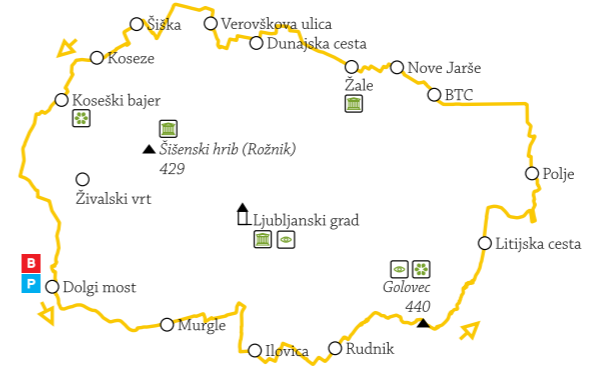 Šiška
Verovškova ulica
Dunajska cesta
Koseze
Nove Jarše
Žale
BTC
Koseški bajer
Šišenski hrib (Rožnik)
429
Polje
Živalski vrt
Ljubljanski grad
Litijska cesta
B
P
Dolgi most
Golovec
440
Murgle
Ilovica
Rudnik